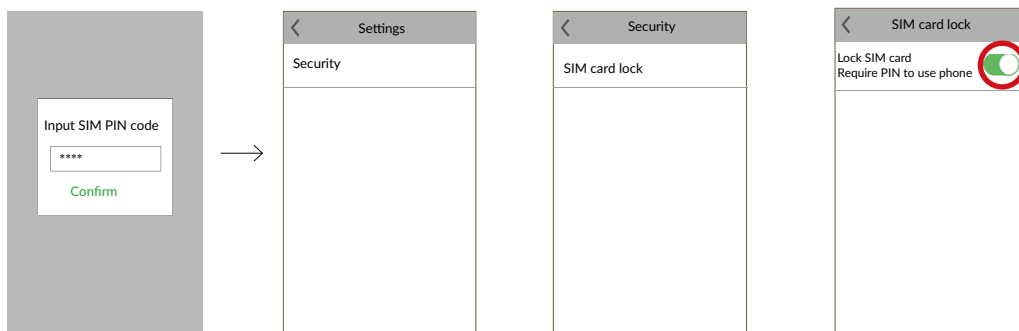 Input SIM PIN code
****
Confirm
Settings
Security
Security
SIM card lock
SIM card lock
Lock SIM card
Require PIN to use phone